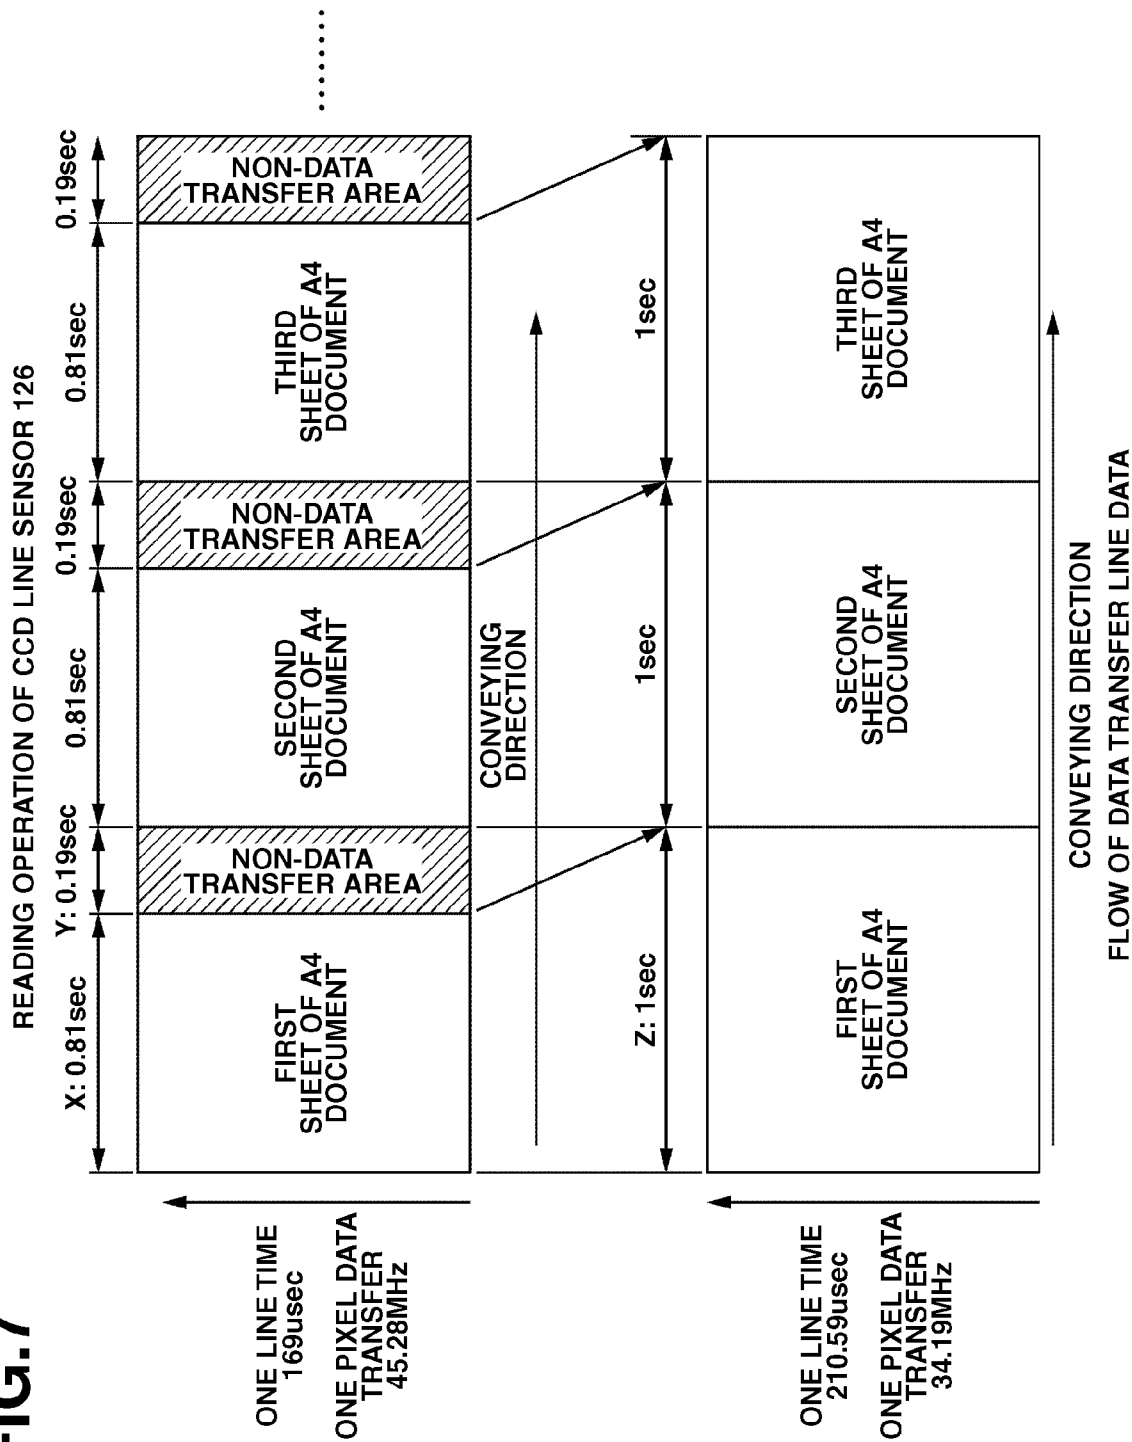 FIG.7
READING OPERATION OF CCD LINE SENSOR 126
X: 0.81sec
Y: 0.19sec
0.81sec
0.19sec
0.81sec
0.19sec
ONE LINE TIME
169usec
ONE PIXEL DATA
TRANSFER
45.28MHz
FIRST
SHEET OF A4
DOCUMENT
NON-DATA
TRANSFER AREA
SECOND
SHEET OF A4
DOCUMENT
NON-DATA
TRANSFER AREA
THIRD
SHEET OF A4
DOCUMENT
NON-DATA
TRANSFER AREA
CONVEYING
DIRECTION
Z: 1sec
1sec
1sec
ONE LINE TIME
210.59usec
ONE PIXEL DATA
TRANSFER
34.19MHz
FIRST
SHEET OF A4
DOCUMENT
SECOND
SHEET OF A4
DOCUMENT
THIRD
SHEET OF A4
DOCUMENT
CONVEYING DIRECTION
FLOW OF DATA TRANSFER LINE DATA